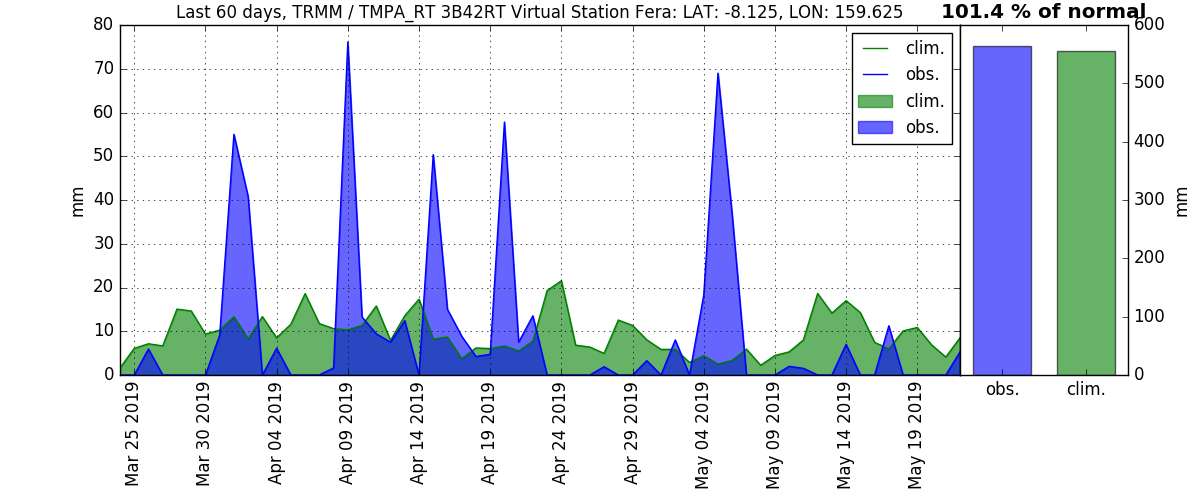 Last 60 days, TRMM / TMPA_RT 3B42RT Virtual Station Fera: LAT: -8.125, LON: 159.625
101.4 % of normal
80
70
60
50
40
30
20
10
0
mm
clim.
obs.
clim.
obs.
Mar 25 2019
Mar 30 2019
Apr 04 2019
Apr 09 2019
Apr 14 2019
Apr 19 2019
Apr 24 2019
Apr 29 2019
May 04 2019
May 09 2019
May 14 2019
May 19 2019
600
500
400
300
200
100
0
mm
obs.
clim.